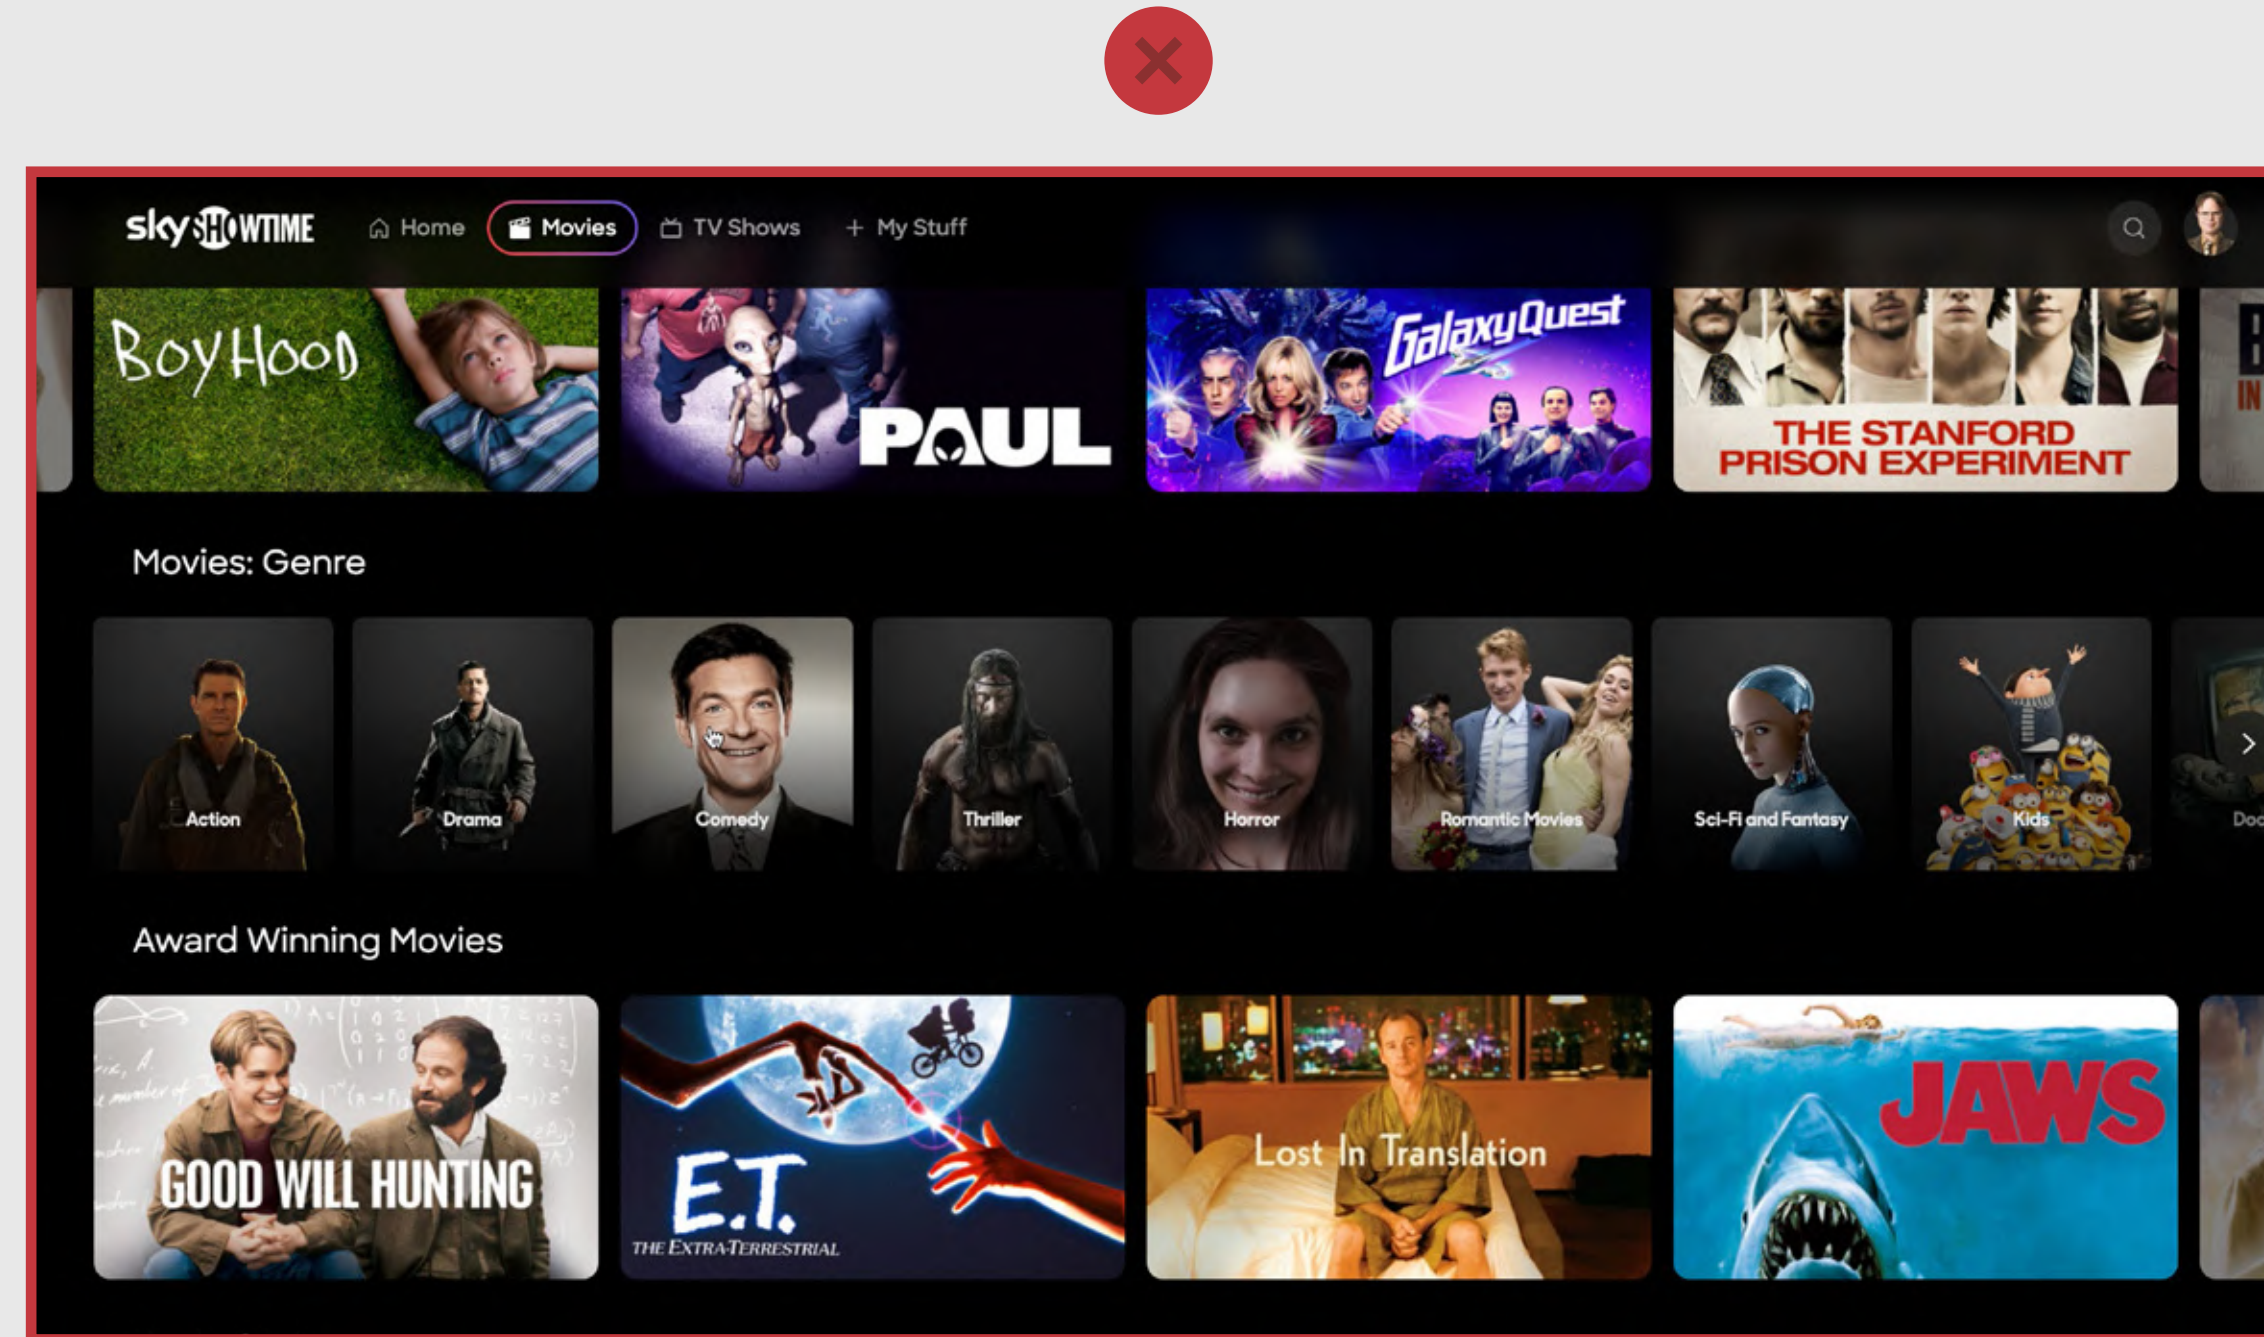 sky SHOWTIME
Home
Movies
TV Shows
My Stuff
BOYHOOD
PAUL
GalaxyQuest
THE STANFORD
PRISON EXPERIMENT
IN
Movies: Genre
Action
Drama
Comedy
Thriller
Horror
Romantic Movies
Sci-Fi and Fantasy
Kids
Doc
Award Winning Movies
GOOD WILL HUNTING
E.T.
THE EXTRA-TERRESTRIAL
Lost In Translation
JAWS